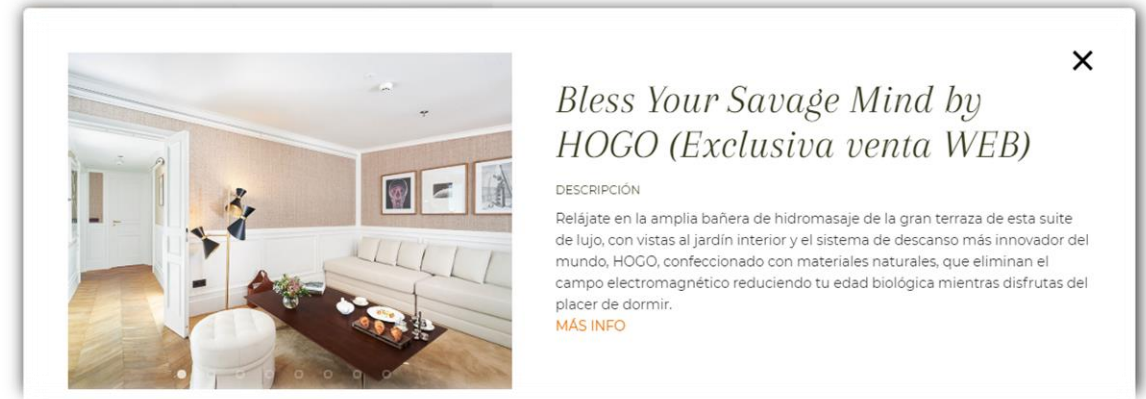 Bless Your Savage Mind by
HOGO (Exclusiva venta WEB)
DESCRIPCIÓN
Relájate en la amplia bañera de hidromasaje de la gran terraza de esta suite
de lujo, con vistas al jardín interior y el sistema de descanso más innovador del
mundo, HOGO, confeccionado con materiales naturales, que eliminan el
campo electromagnético reduciendo tu edad biológica mientras disfrutas del
placer de dormir.
MÁS INFO